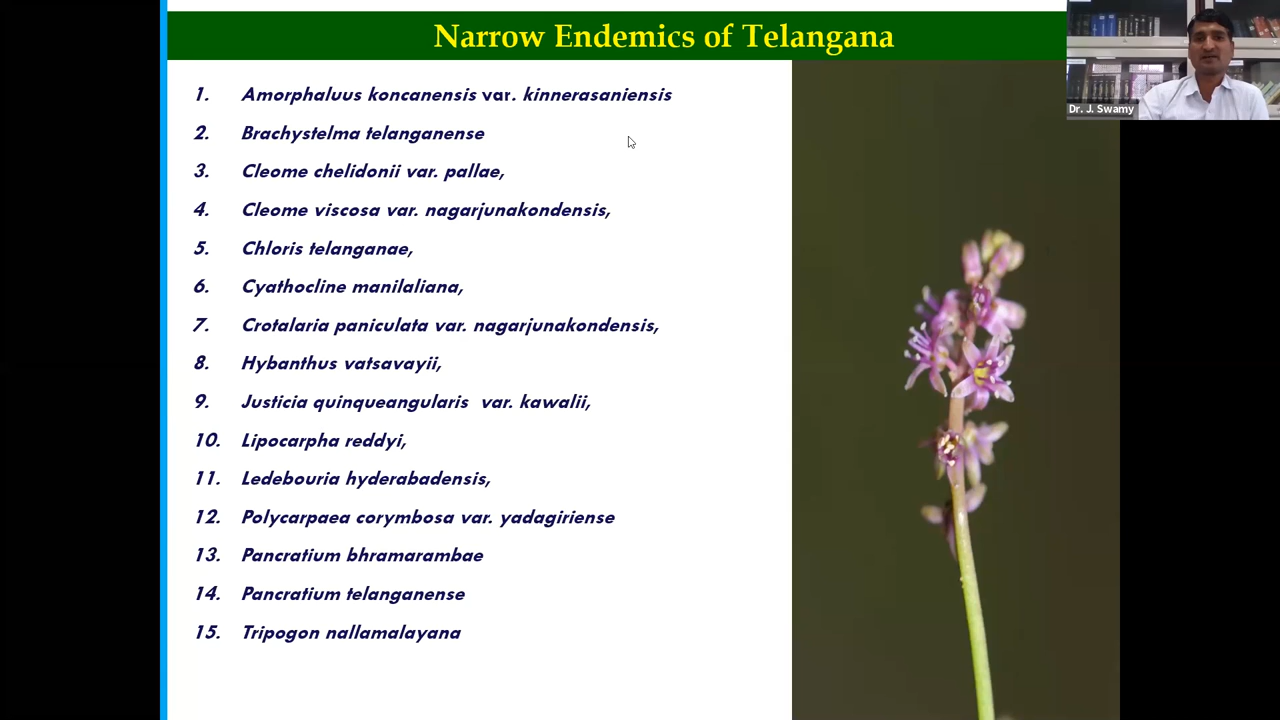 Narrow Endemics of Telangana
Dr. J. Swamy
1. Amorphaluus koncanensis var. kinnerasaniensis
2. Brachystelma telanganense
3. Cleome chelidonii var. pallae,
4. Cleome viscosa var. nagarjunakondensis,
5. Chloris telanganae,
6. Cyathocline manilaliana,
7. Crotalaria paniculata var. nagarjunakondensis,
8. Hybanthus vatsavayii,
9. Justicia quinqueangularis var. kawalii,
10. Lipocarpha reddyi,
11. Ledebouria hyderabadensis,
12. Polycarpaea corymbosa var. yadagiriense
13. Pancratium bhramarambae
14. Pancratium telanganense
15. Tripogon nallamalayana